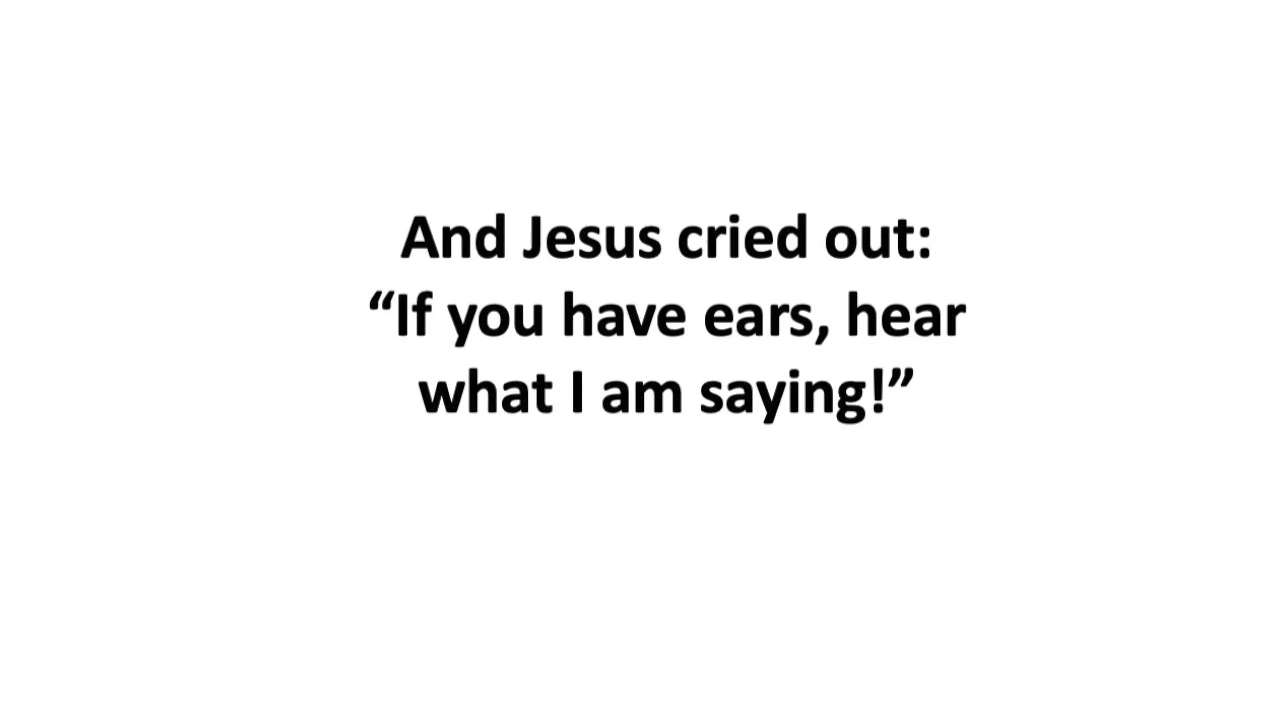 And Jesus cried out:
“If you have ears, hear
what I am saying!”